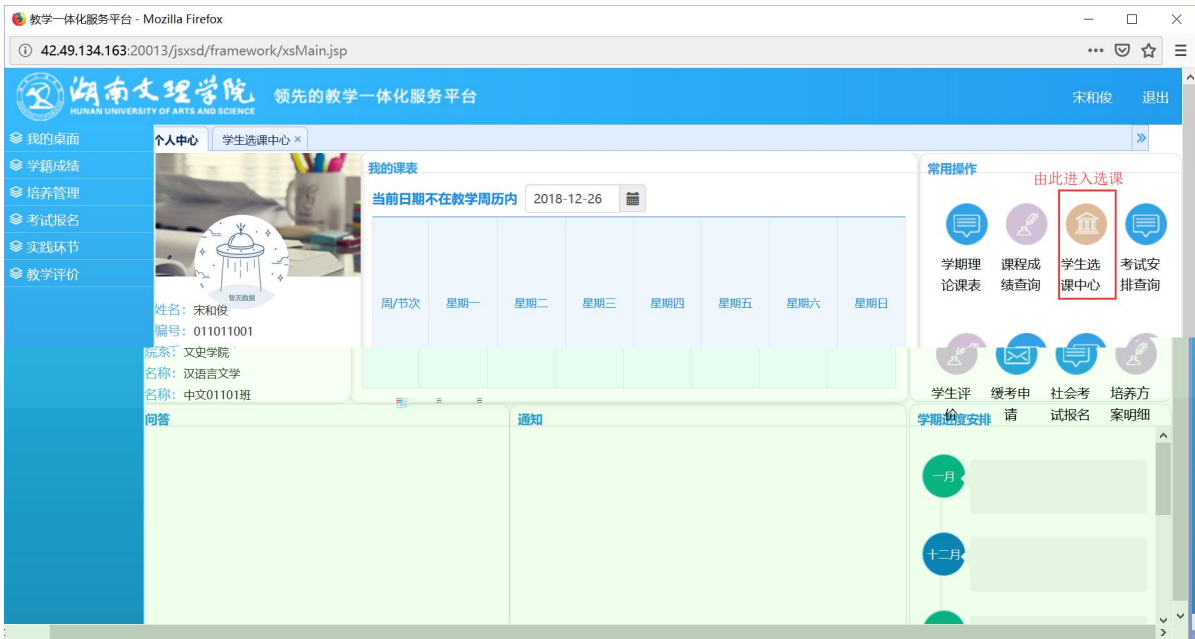 教学一体化服务平台 - Mozilla Firefox
42.49.134.163:20013/jsxsd/framework/xsMain.jsp
湖南文理学院
HUNAN UNIVERSITY OF ARTS AND SCIENCE
领先的教学一体化服务平台
宋和俊 退出
我的桌面
学籍成绩
培养管理
考试报名
实践环节
教学评价
个人中心 学生选课中心 ×
暂无数据
姓名：宋和俊
编号：011011001
院系：文史学院
名称：汉语言文学
名称：中文01101班
我的课表
当前日期不在教学周历内 2018-12-26
周/节次 星期一 星期二 星期三 星期四 星期五 星期六 星期日
常用操作
由此进入选课
学期理论课表
课程成绩查询
学生选课中心
考试安排查询
学生评价
缓考申请
社会考试报名
培养方案明细
问答
通知
学期进度安排
一月
十二月